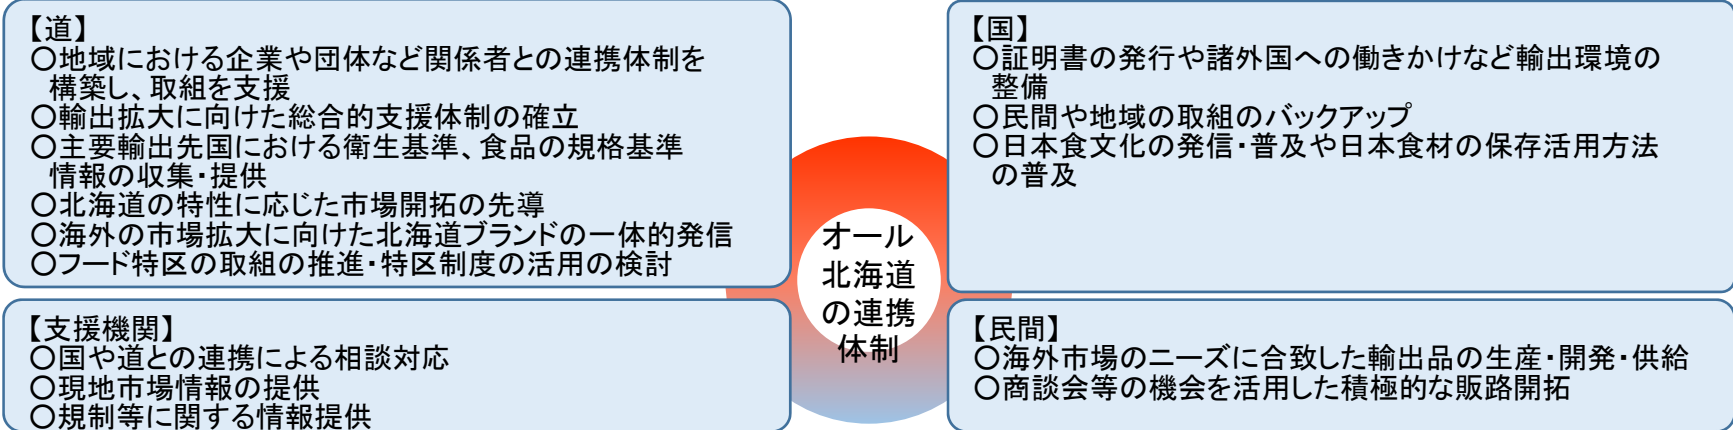 【道】
〇地域における企業や団体など関係者との連携体制を
構築し、取組を支援
〇輸出拡大に向けた総合的支援体制の確立
〇主要輸出先国における衛生基準、食品の規格基準
情報の収集・提供
〇北海道の特性に応じた市場開拓の先導
〇海外の市場拡大に向けた北海道ブランドの一体的発信
〇フード特区の取組の推進・特区制度の活用の検討
【国】
〇証明書の発行や諸外国への働きかけなど輸出環境の
整備
〇民間や地域の取組のバックアップ
〇日本食文化の発信・普及や日本食材の保存活用方法
の普及
オール
北海道
の連携
体制
【支援機関】
〇国や道との連携による相談対応
〇現地市場情報の提供
〇規制等に関する情報提供
【民間】
〇海外市場のニーズに合致した輸出品の生産・開発・供給
〇商談会等の機会を活用した積極的な販路開拓